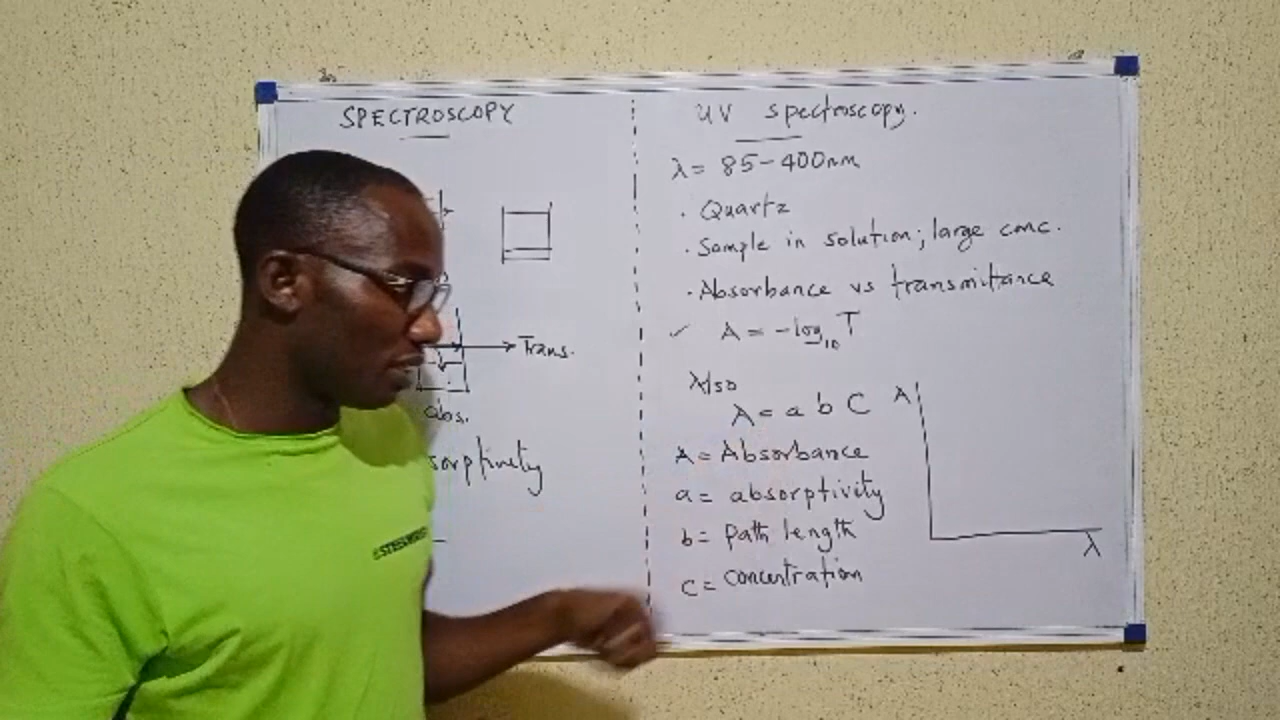 SPECTROSCOPY
Trans.
abs.
sorptivity
UV spectroscopy.
λ = 85-400nm
. Quartz
. Sample in solution; large conc.
. Absorbance vs transmittance
✓ A = -log₁₀ T
Also
A = a b C
A = Absorbance
a = absorptivity
b = Path length
c = concentration
A
λ